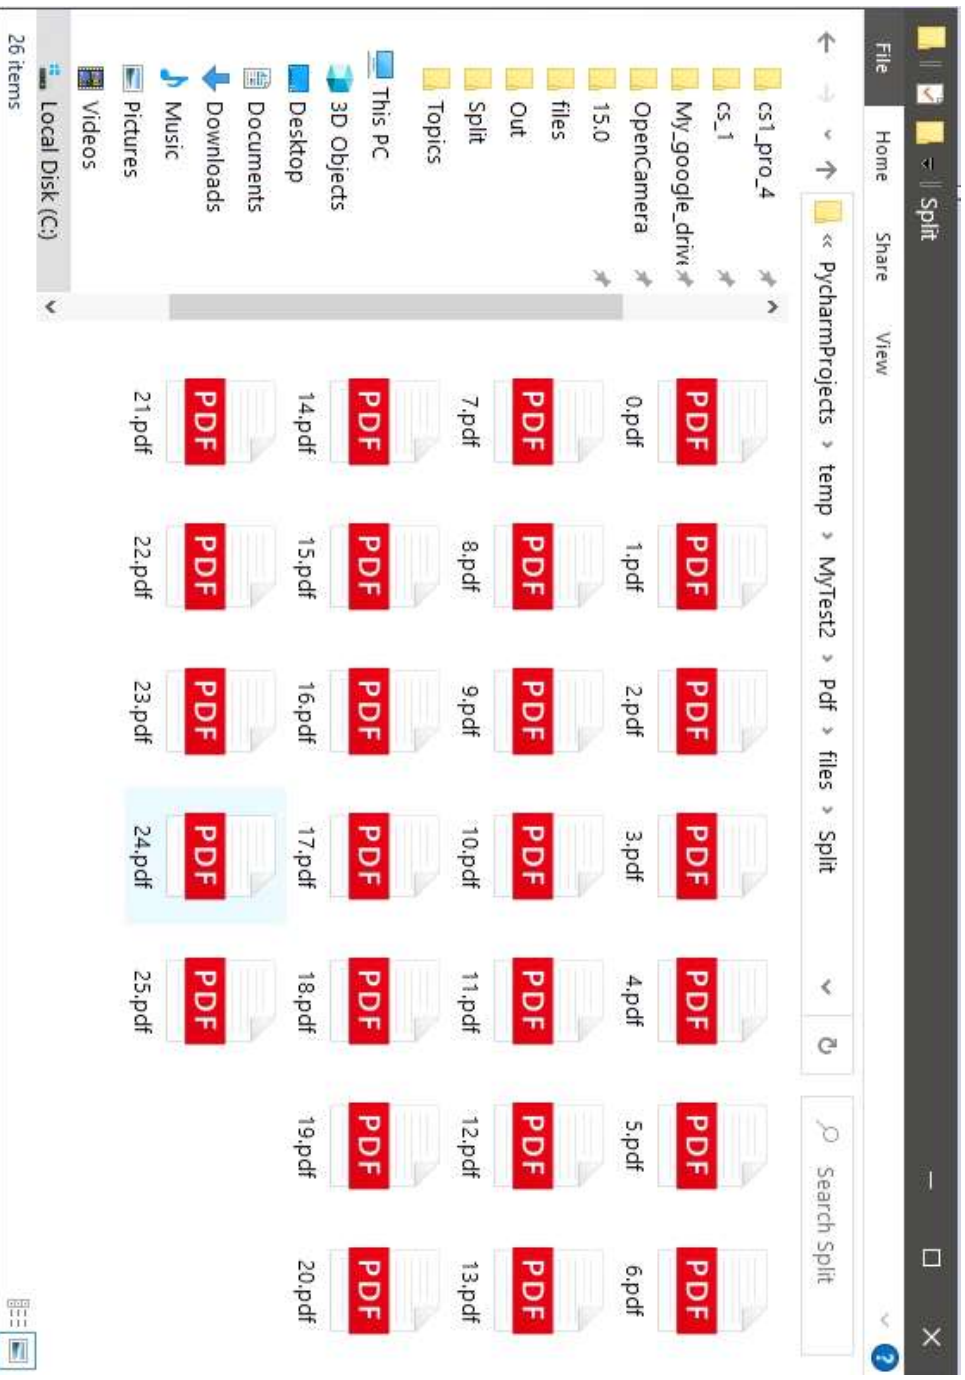 Split
File Home Share View
« PycharmProjects › temp › MyTest2 › Pdf › files › Split
Search Split
cs1_pro_4
cs_1
My_google_drive
OpenCamera
15.0
files
Out
Split
Topics
This PC
3D Objects
Desktop
Documents
Downloads
Music
Pictures
Videos
Local Disk (C:)
PDF PDF PDF PDF PDF PDF PDF
0.pdf 1.pdf 2.pdf 3.pdf 4.pdf 5.pdf 6.pdf
PDF PDF PDF PDF PDF PDF PDF
7.pdf 8.pdf 9.pdf 10.pdf 11.pdf 12.pdf 13.pdf
PDF PDF PDF PDF PDF PDF PDF
14.pdf 15.pdf 16.pdf 17.pdf 18.pdf 19.pdf 20.pdf
PDF PDF PDF PDF PDF
21.pdf 22.pdf 23.pdf 24.pdf 25.pdf
26 items